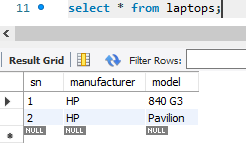 11 select * from laptops;
Result Grid Filter Rows:
sn manufacturer model
1 HP 840 G3
2 HP Pavilion
NULL NULL NULL